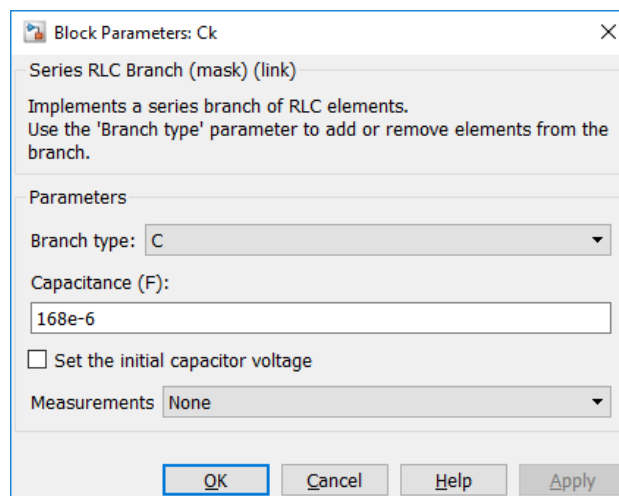 Block Parameters: Ck
Series RLC Branch (mask) (link)
Implements a series branch of RLC elements.
Use the 'Branch type' parameter to add or remove elements from the
branch.
Parameters
Branch type: C
Capacitance (F):
168e-6
Set the initial capacitor voltage
Measurements None
OK Cancel Help Apply